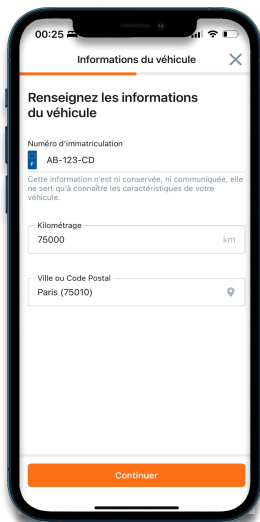 00:25
Informations du véhicule
Renseignez les informations
du véhicule
Numéro d'immatriculation
F
AB-123-CD
Cette information n'est ni conservée, ni communiquée, elle
ne sert qu'à connaître les caractéristiques de votre
véhicule.
Kilométrage
75000
km
Ville ou Code Postal
Paris (75010)
Continuer